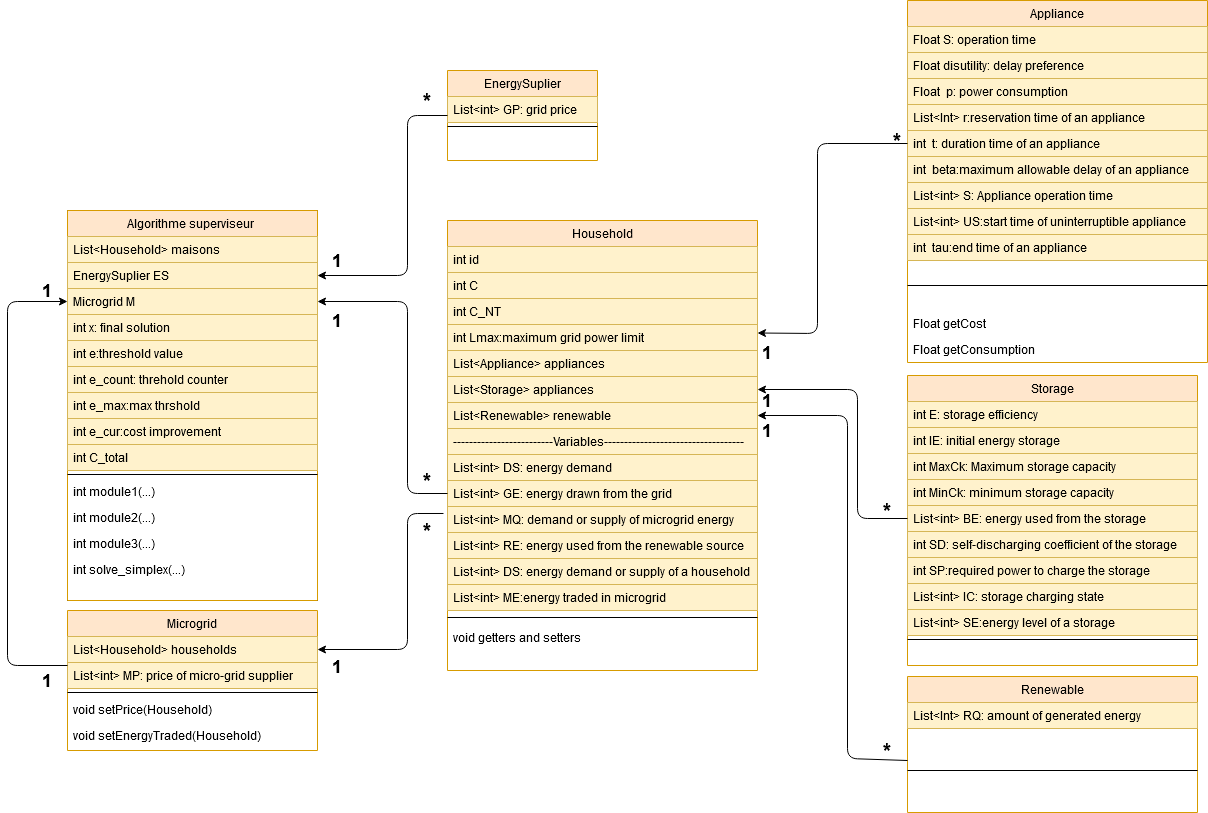 Appliance
Float S: operation time
Float disutility: delay preference
Float  p: power consumption
List<Int> r:reservation time of an appliance
int  t: duration time of an appliance
int  beta:maximum allowable delay of an appliance
List<int> S: Appliance operation time
List<int> US:start time of uninterruptible appliance
int  tau:end time of an appliance
Float getCost
Float getConsumption
EnergySuplier
List<int> GP: grid price
*
1
Algorithme superviseur
List<Household> maisons
EnergySuplier ES
Microgrid M
int x: final solution
int e:threshold value
int e_count: threhold counter
int e_max:max thrshold
int e_cur:cost improvement
int C_total
int module1(...)
int module2(...)
int module3(...)
int solve_simplex(...)
1
1
*
*
1
1
Household
int id
int C
int C_NT
int Lmax:maximum grid power limit
List<Appliance> appliances
List<Storage> appliances
List<Renewable> renewable
-------------------------Variables-----------------------------------
List<int> DS: energy demand
List<int> GE: energy drawn from the grid
List<int> MQ: demand or supply of microgrid energy
List<int> RE: energy used from the renewable source
List<int> DS: energy demand or supply of a household
List<int> ME:energy traded in microgrid
void getters and setters
*
1
1
1
*
*
Storage
int E: storage efficiency
int IE: initial energy storage
int MaxCk: Maximum storage capacity
int MinCk: minimum storage capacity
List<int> BE: energy used from the storage
int SD: self-discharging coefficient of the storage
int SP:required power to charge the storage
List<int> IC: storage charging state
List<int> SE:energy level of a storage
Microgrid
List<Household> households
List<int> MP: price of micro-grid supplier
void setPrice(Household)
void setEnergyTraded(Household)
Renewable
List<Int> RQ: amount of generated energy